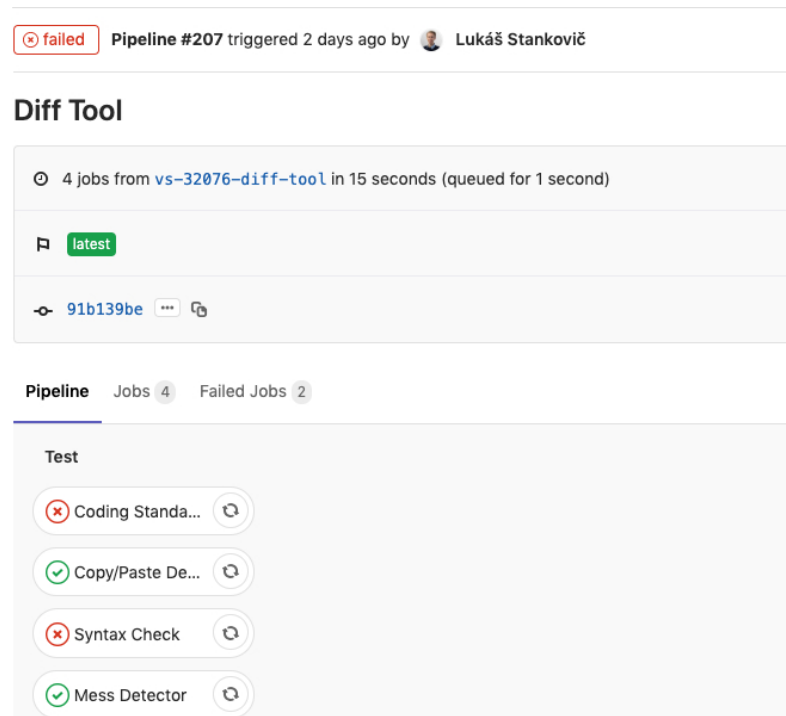 failed Pipeline #207 triggered 2 days ago by Lukáš Stankovič
Diff Tool
4 jobs from vs-32076-diff-tool in 15 seconds (queued for 1 second)
latest
91b139be ...
Pipeline Jobs 4 Failed Jobs 2
Test
Coding Standa...
Copy/Paste De...
Syntax Check
Mess Detector